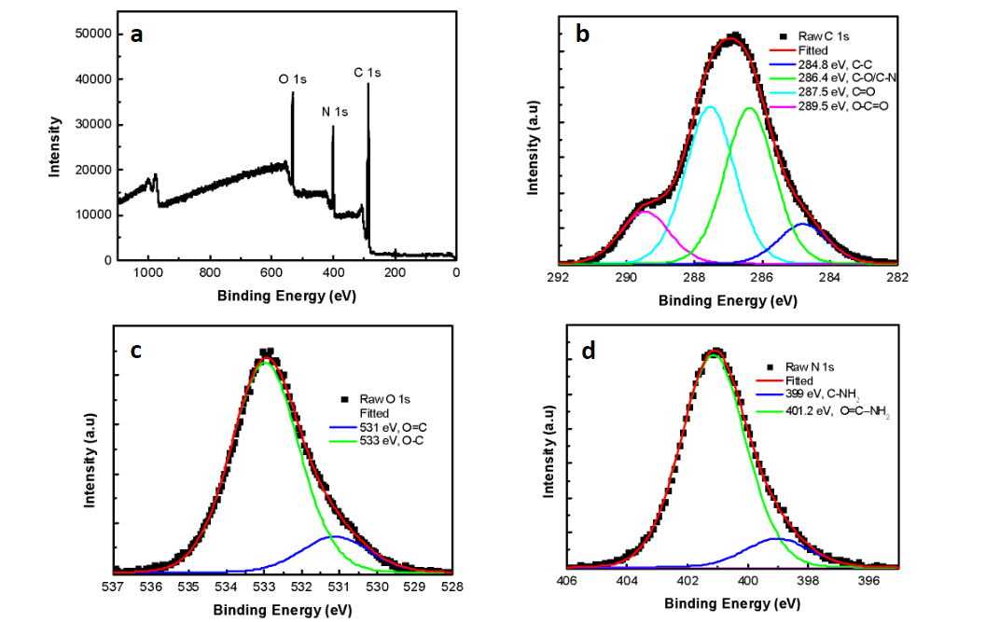 a
50000
40000
30000
20000
10000
0
Intensity
O 1s
N 1s
C 1s
1000 800 600 400 200 0
Binding Energy (eV)
b
Raw C 1s
Fitted
284.8 eV, C-C
286.4 eV, C-O/C-N
287.5 eV, C=O
289.5 eV, O-C=O
Intensity (a.u)
292 290 288 286 284 282
Binding Energy (eV)
c
Raw O 1s
Fitted
531 eV, O=C
533 eV, O-C
Intensity (a.u)
537 536 535 534 533 532 531 530 529 528
Binding Energy (eV)
d
Raw N 1s
Fitted
399 eV, C-NH2
401.2 eV, O=C–NH2
Intensity (a.u)
406 404 402 400 398 396
Binding Energy (eV)